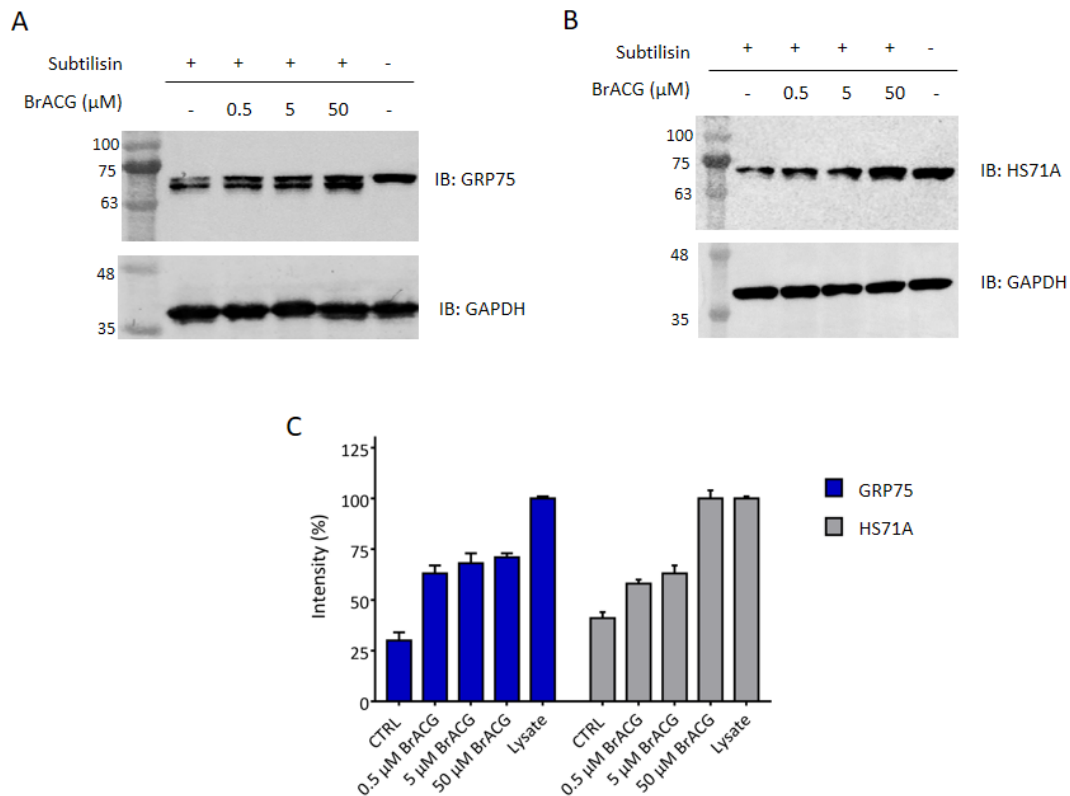 A
Subtilisin + + + + -
BrACG (μM) - 0.5 5 50 -
100
75
63
IB: GRP75
48
35
IB: GAPDH
B
Subtilisin + + + + -
BrACG (μM) - 0.5 5 50 -
100
75
63
IB: HS71A
48
35
IB: GAPDH
C
Intensity (%)
125
100
75
50
25
0
CTRL
0.5 μM BrACG
5 μM BrACG
50 μM BrACG
Lysate
CTRL
0.5 μM BrACG
5 μM BrACG
50 μM BrACG
Lysate
GRP75
HS71A